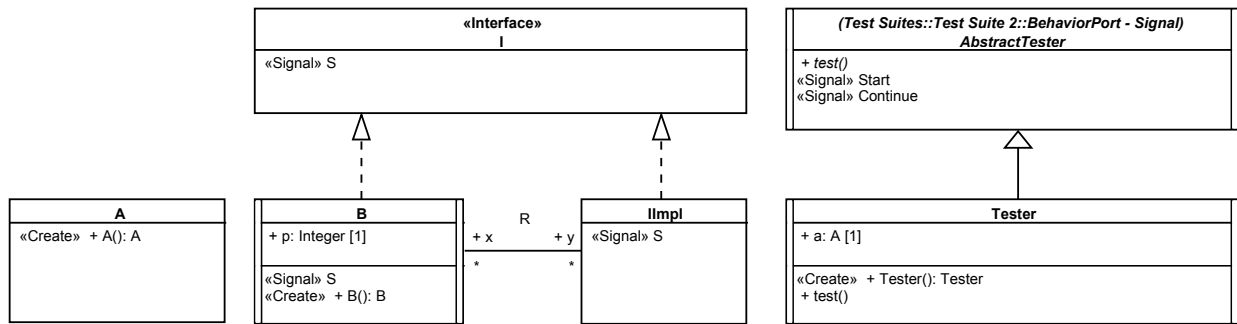 «Interface»
I
«Signal» S
(Test Suites::Test Suite 2::BehaviorPort - Signal)
AbstractTester
+ test()
«Signal» Start
«Signal» Continue
A
«Create» + A(): A
B
+ p: Integer [1]
«Signal» S
«Create» + B(): B
R
+ x
+ y
*
*
IImpl
«Signal» S
Tester
+ a: A [1]
«Create» + Tester(): Tester
+ test()